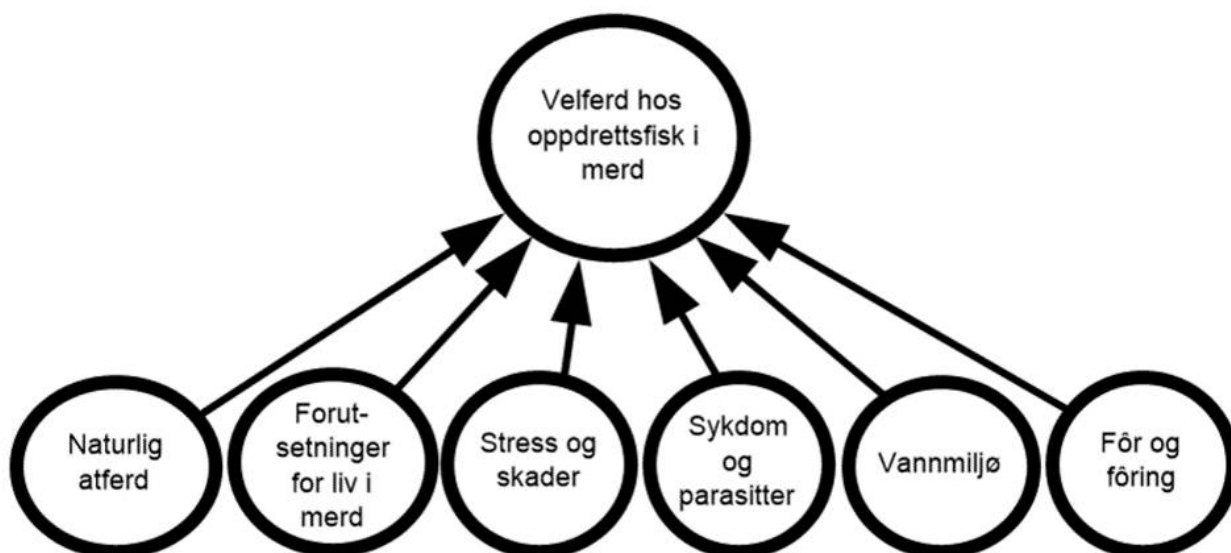 Velferd hos
oppdrettsfisk i
merd
Naturlig
atferd
Forut-
setninger
for liv i
merd
Stress og
skader
Sykdom
og
parasitter
Vannmiljø
Fôr og
fôring